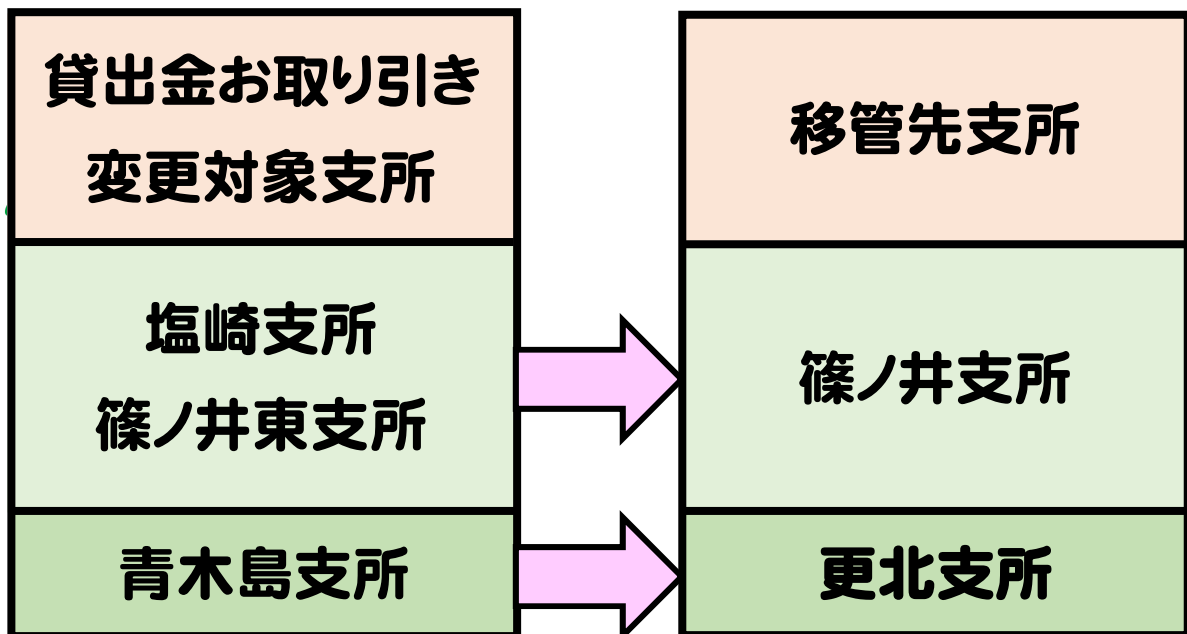 貸出金お取り引き
変更対象支所
移管先支所
塩崎支所
篠ノ井東支所
篠ノ井支所
青木島支所
更北支所